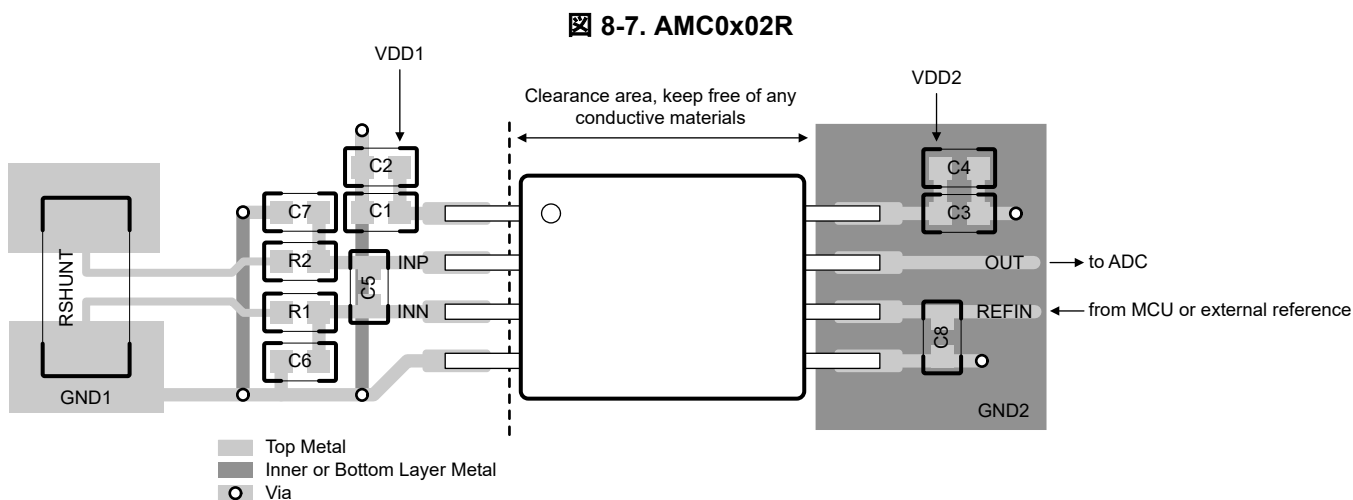 図 8-7. AMC0x02R
VDD1
VDD2
Clearance area, keep free of any
conductive materials
C2
C4
C7
C1
C3
R2
INP
OUT
to ADC
RSHUNT
C5
R1
INN
REFIN
from MCU or external reference
C8
C6
GND1
GND2
Top Metal
Inner or Bottom Layer Metal
Via